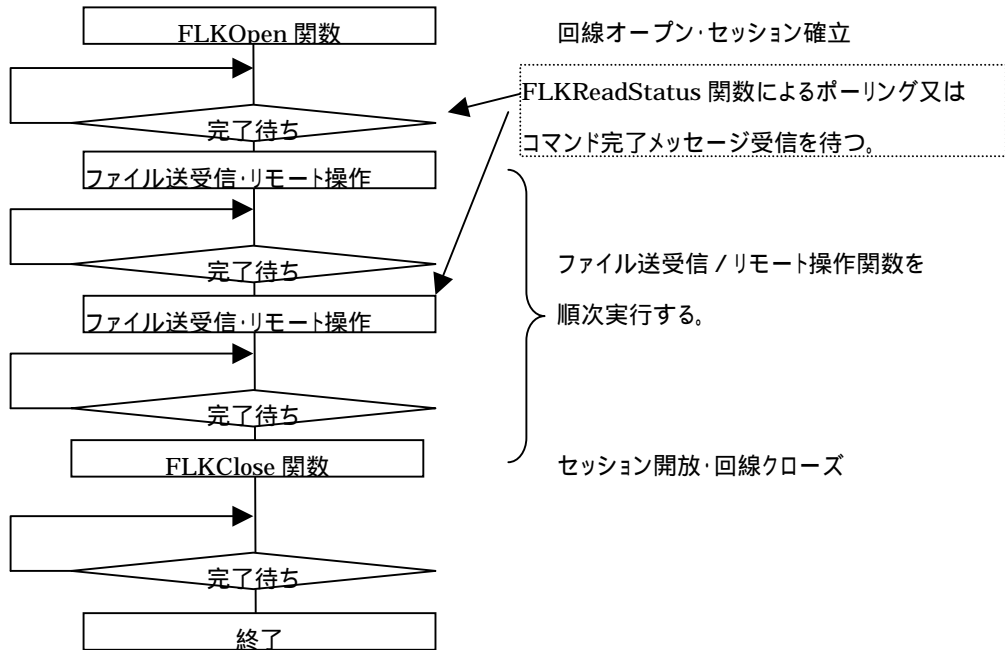 FLKOpen 関数
回線オープン･セッション確立
FLKReadStatus 関数によるポーリング又は
コマンド完了メッセージ受信を待つ。
完了待ち
ファイル送受信･リモート操作
完了待ち
ファイル送受信 / リモート操作関数を
順次実行する。
ファイル送受信･リモート操作
完了待ち
FLKClose 関数
セッション開放･回線クローズ
完了待ち
終了